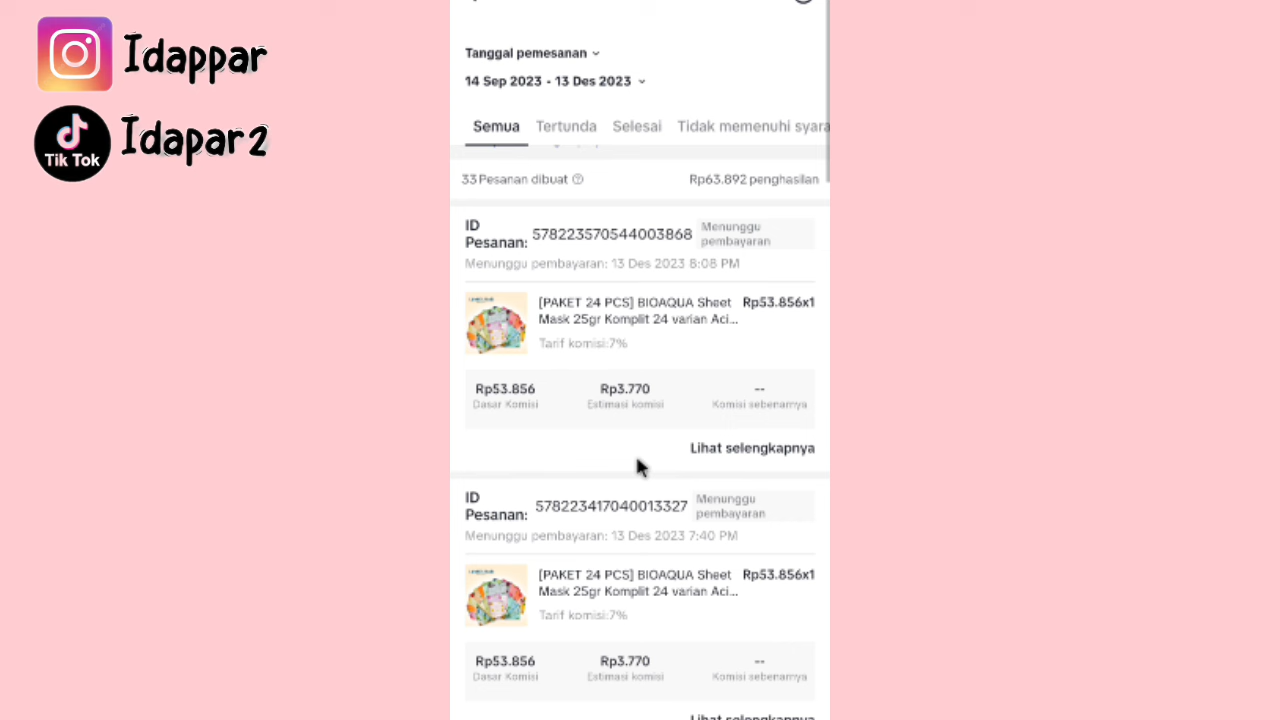 Idappar
Tik Tok
Idapar2
Tanggal pemesanan
14 Sep 2023 - 13 Des 2023
Semua Tertunda Selesai Tidak memenuhi syara
33 Pesanan dibuat Rp63.892 penghasilan
ID Pesanan: 578223570544003868 Menunggu pembayaran
Menunggu pembayaran: 13 Des 2023 8:08 PM
[PAKET 24 PCS] BIOAQUA Sheet Rp53.856x1
Mask 25gr Komplit 24 varian Aci...
Tarif komisi:7%
Rp53.856 Rp3.770 --
Dasar Komisi Estimasi komisi Komisi sebenarnya
Lihat selengkapnya
ID Pesanan: 578223417040013327 Menunggu pembayaran
Menunggu pembayaran: 13 Des 2023 7:40 PM
[PAKET 24 PCS] BIOAQUA Sheet Rp53.856x1
Mask 25gr Komplit 24 varian Aci...
Tarif komisi:7%
Rp53.856 Rp3.770 --
Dasar Komisi Estimasi komisi Komisi sebenarnya
Lihat selengkapnya